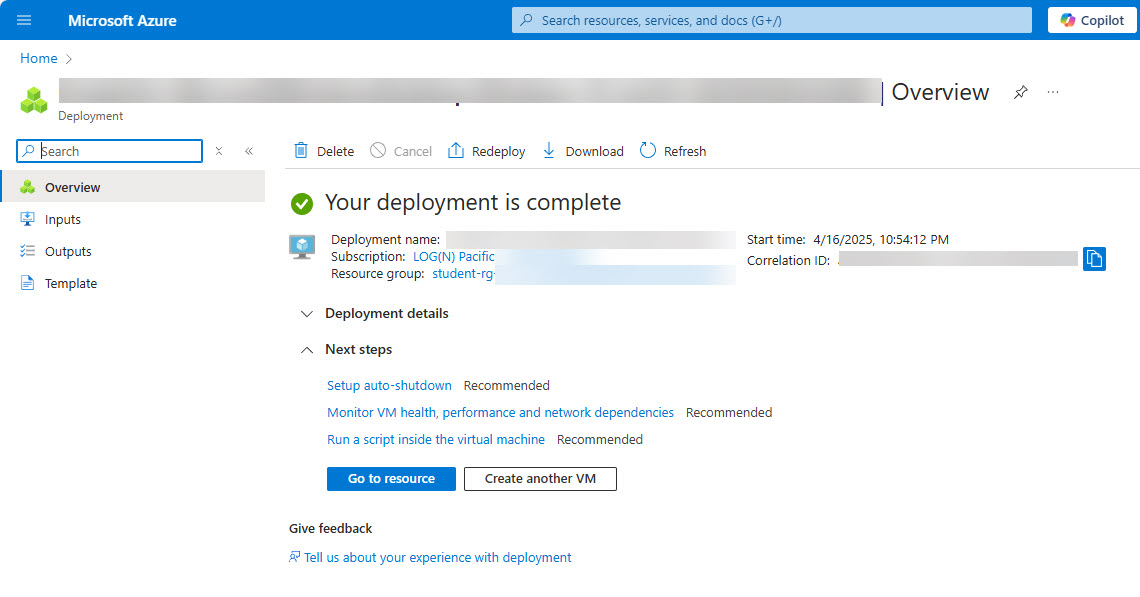 Microsoft Azure
Search resources, services, and docs (G+/)
Copilot
Home
Overview
Deployment
Search
Delete
Cancel
Redeploy
Download
Refresh
Overview
Inputs
Outputs
Template
Your deployment is complete
Deployment name:
Subscription: LOG(N) Pacific
Resource group: student-rg-
Start time: 4/16/2025, 10:54:12 PM
Correlation ID:
Deployment details
Next steps
Setup auto-shutdown Recommended
Monitor VM health, performance and network dependencies Recommended
Run a script inside the virtual machine Recommended
Go to resource
Create another VM
Give feedback
Tell us about your experience with deployment